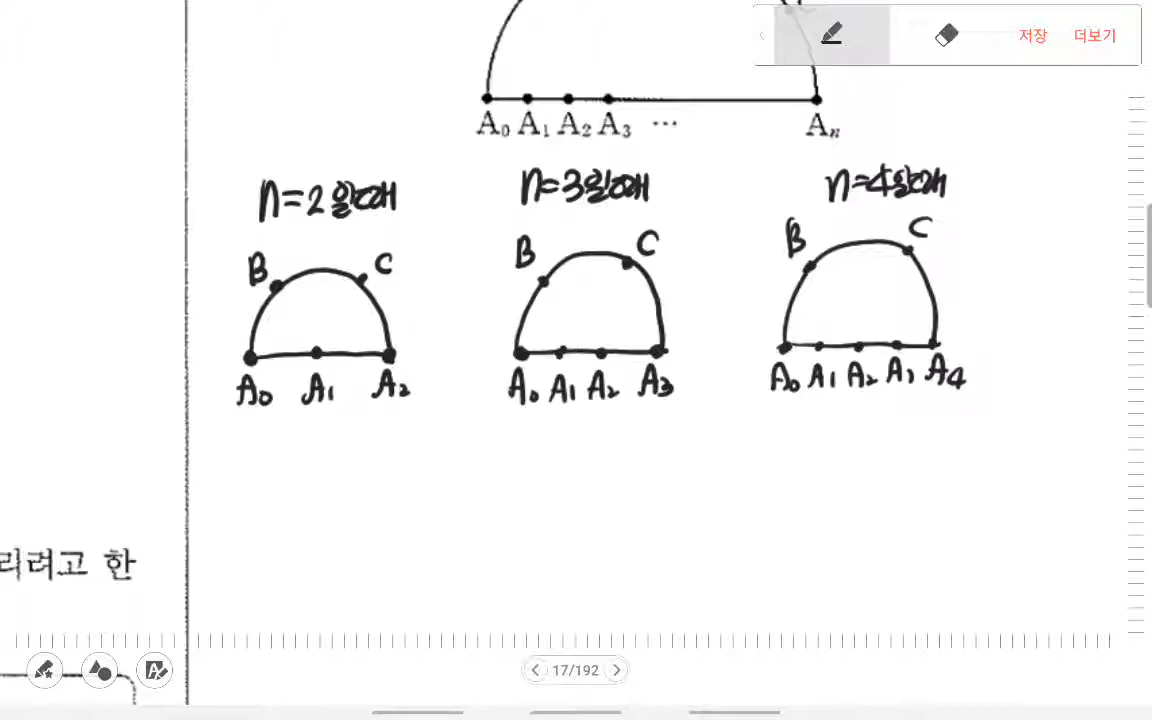 저장 더보기
A₀ A₁ A₂ A₃ ⋯ Aₙ
n=2일때 n=3일때 n=4일때
B C B C B C
A₀ A₁ A₂ A₀ A₁ A₂ A₃ A₀ A₁ A₂ A₃ A₄
리려고 한
17/192